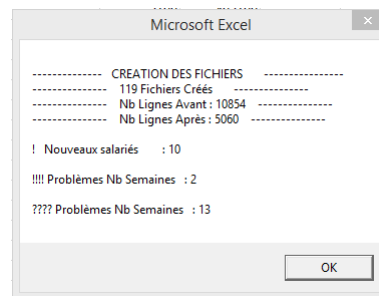 Microsoft Excel
-------------- CREATION DES FICHIERS ----------------
--------------- 119 Fichiers Créés ---------------
--------------- Nb Lignes Avant : 10854 ---------------
--------------- Nb Lignes Après : 5060 ---------------
! Nouveaux salariés : 10
!!!! Problèmes Nb Semaines : 2
???? Problèmes Nb Semaines : 13
OK